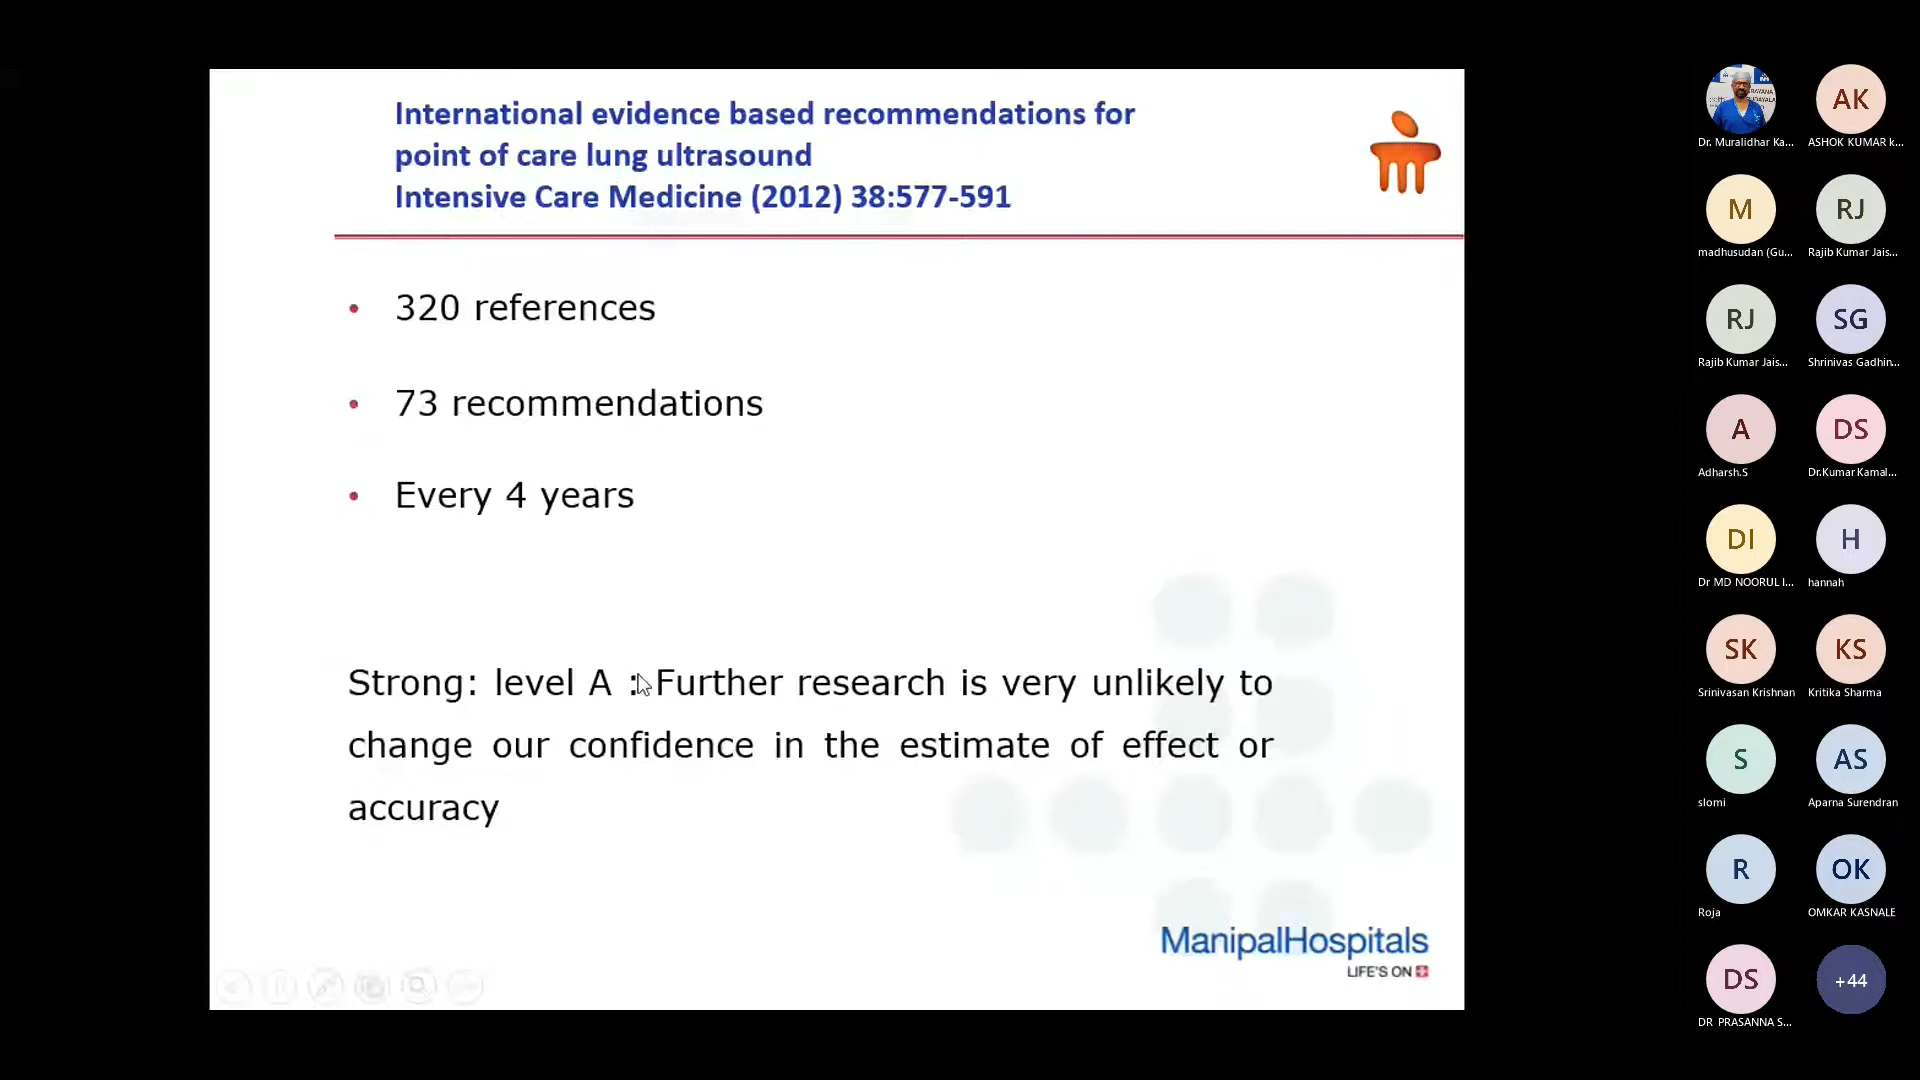 International evidence based recommendations for
point of care lung ultrasound
Intensive Care Medicine (2012) 38:577-591
• 320 references
• 73 recommendations
• Every 4 years
Strong: level A : Further research is very unlikely to
change our confidence in the estimate of effect or
accuracy
ManipalHospitals
LIFE'S ON
Dr. Muralidhar Ka...
AK
ASHOK KUMAR k...
M
madhusudan (Gu...
RJ
Rajib Kumar Jais...
RJ
Rajib Kumar Jais...
SG
Shrinivas Gadhin...
A
Adharsh.S
DS
Dr.Kumar Kamal...
DI
Dr MD NOORUL I...
H
hannah
SK
Srinivasan Krishnan
KS
Kritika Sharma
S
slomi
AS
Aparna Surendran
R
Roja
OK
OMKAR KASNALE
DS
DR PRASANNA S...
+44